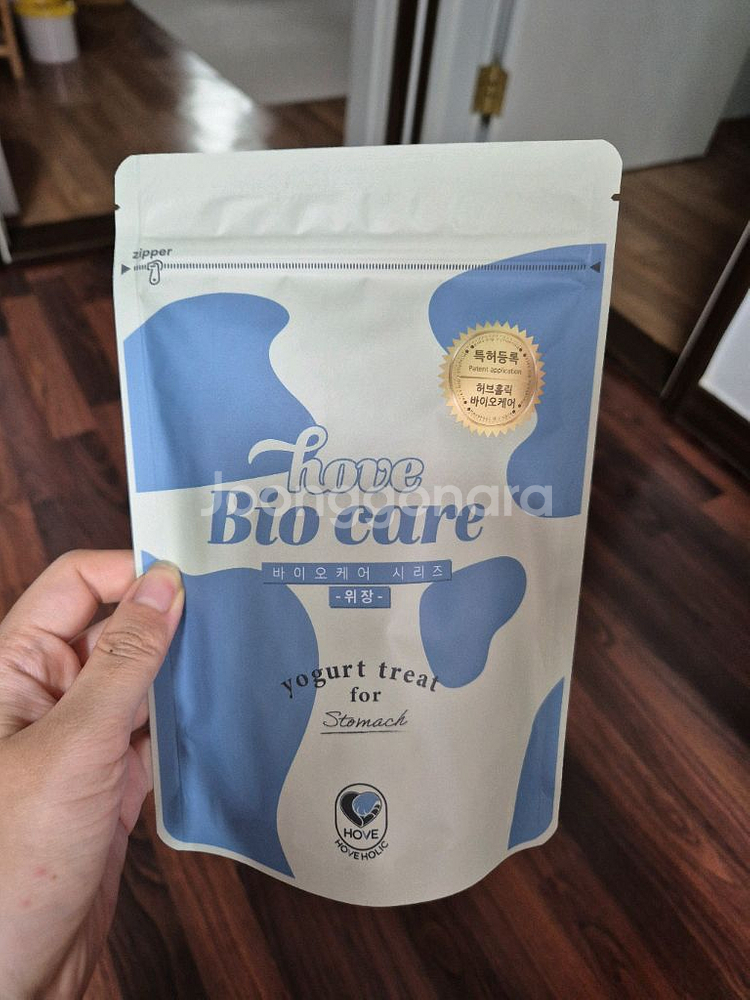 zipper
특허등록
Patent application
허브홀릭
바이오케어
hove
Bio care
Joonggonara
바이오케어 시리즈
-위장-
yogurt treat
for
Stomach
HOVE
HOVEHOLIC